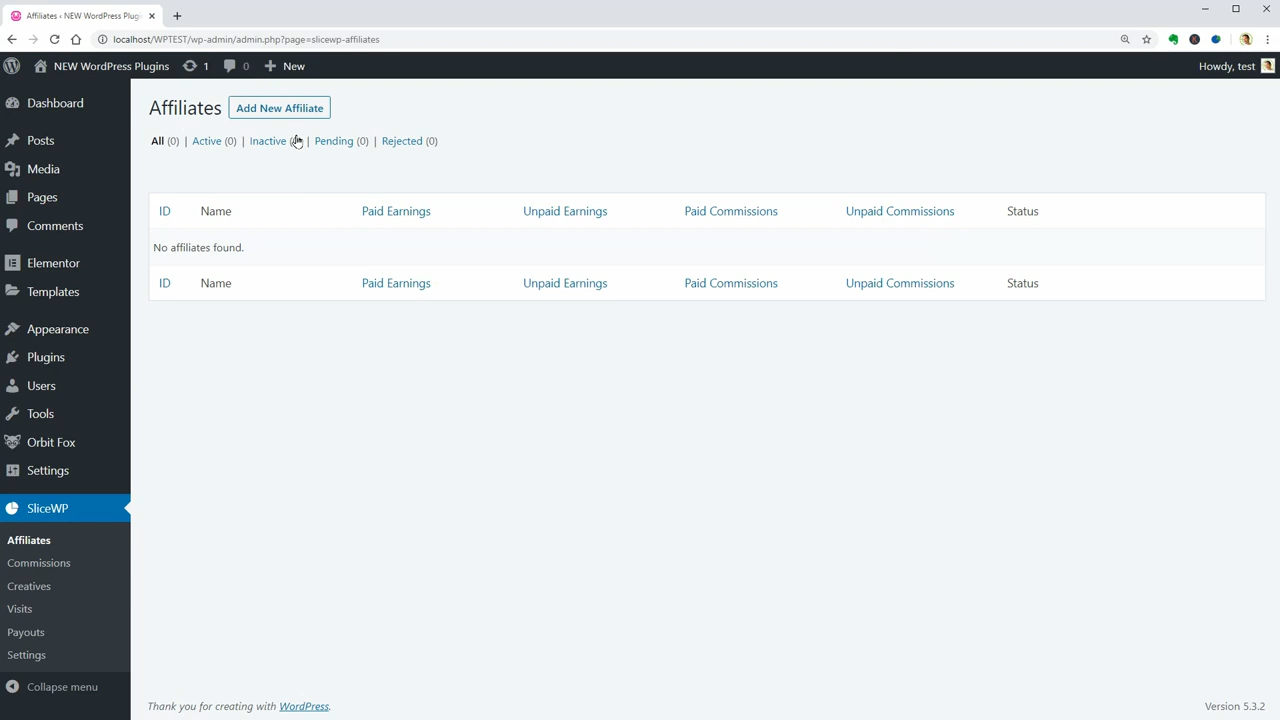 Affiliates ‹ NEW WordPress Plug
localhost/WPTEST/wp-admin/admin.php?page=slicewp-affiliates
NEW WordPress Plugins 1 0 New Howdy, test
Dashboard
Posts
Media
Pages
Comments
Elementor
Templates
Appearance
Plugins
Users
Tools
Orbit Fox
Settings
SliceWP
Affiliates
Commissions
Creatives
Visits
Payouts
Settings
Collapse menu
Affiliates Add New Affiliate
All (0) | Active (0) | Inactive | Pending (0) | Rejected (0)
ID Name Paid Earnings Unpaid Earnings Paid Commissions Unpaid Commissions Status
No affiliates found.
ID Name Paid Earnings Unpaid Earnings Paid Commissions Unpaid Commissions Status
Thank you for creating with WordPress. Version 5.3.2